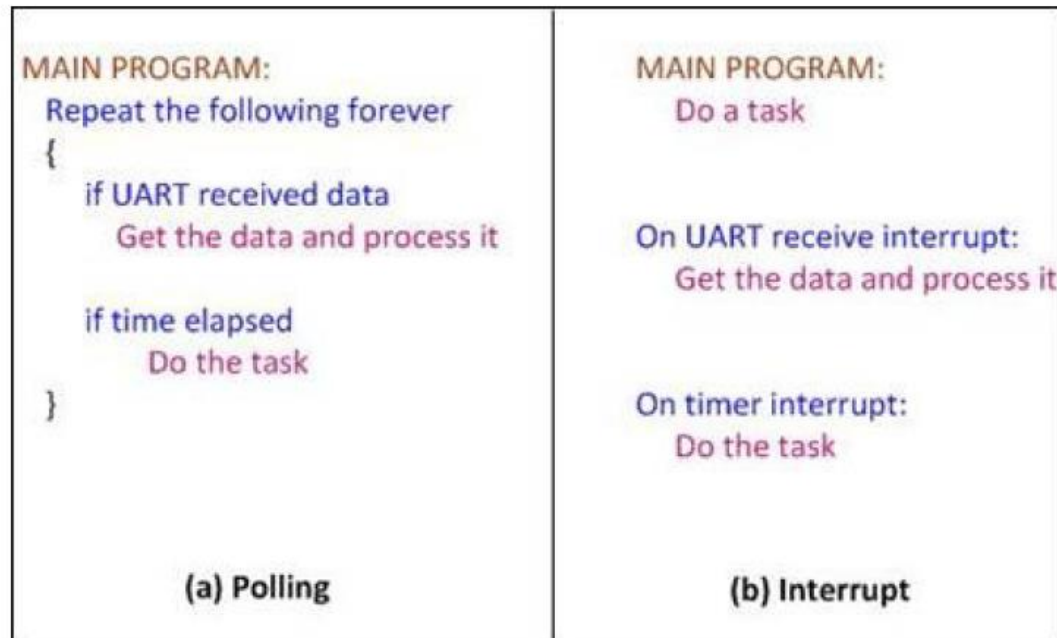 MAIN PROGRAM:
Repeat the following forever
{
if UART received data
Get the data and process it
if time elapsed
Do the task
}
(a) Polling
MAIN PROGRAM:
Do a task
On UART receive interrupt:
Get the data and process it
On timer interrupt:
Do the task
(b) Interrupt